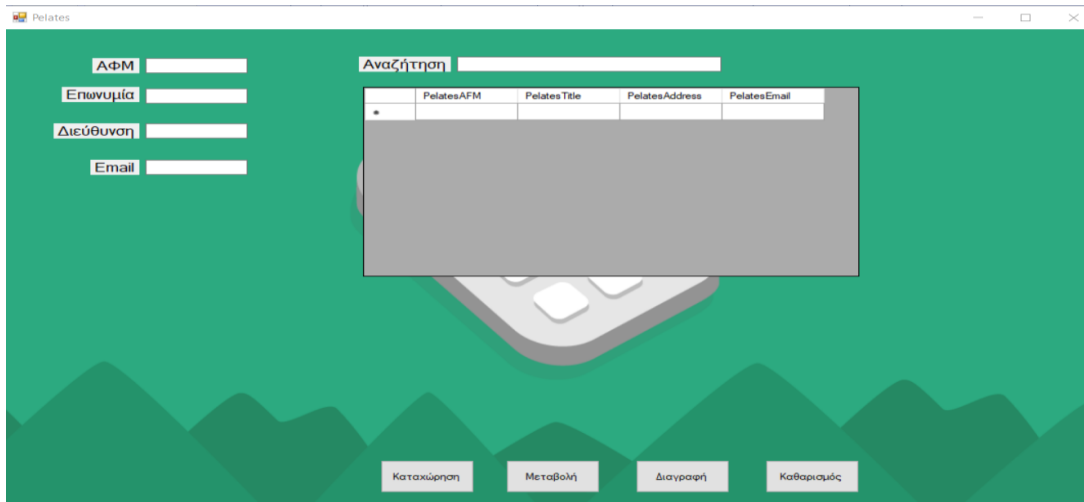 Pelates
ΑΦΜ
Επωνυμία
Διεύθυνση
Email
Αναζήτηση
PelatesAFM PelatesTitle PelatesAddress PelatesEmail
Καταχώρηση Μεταβολή Διαγραφή Καθαρισμός